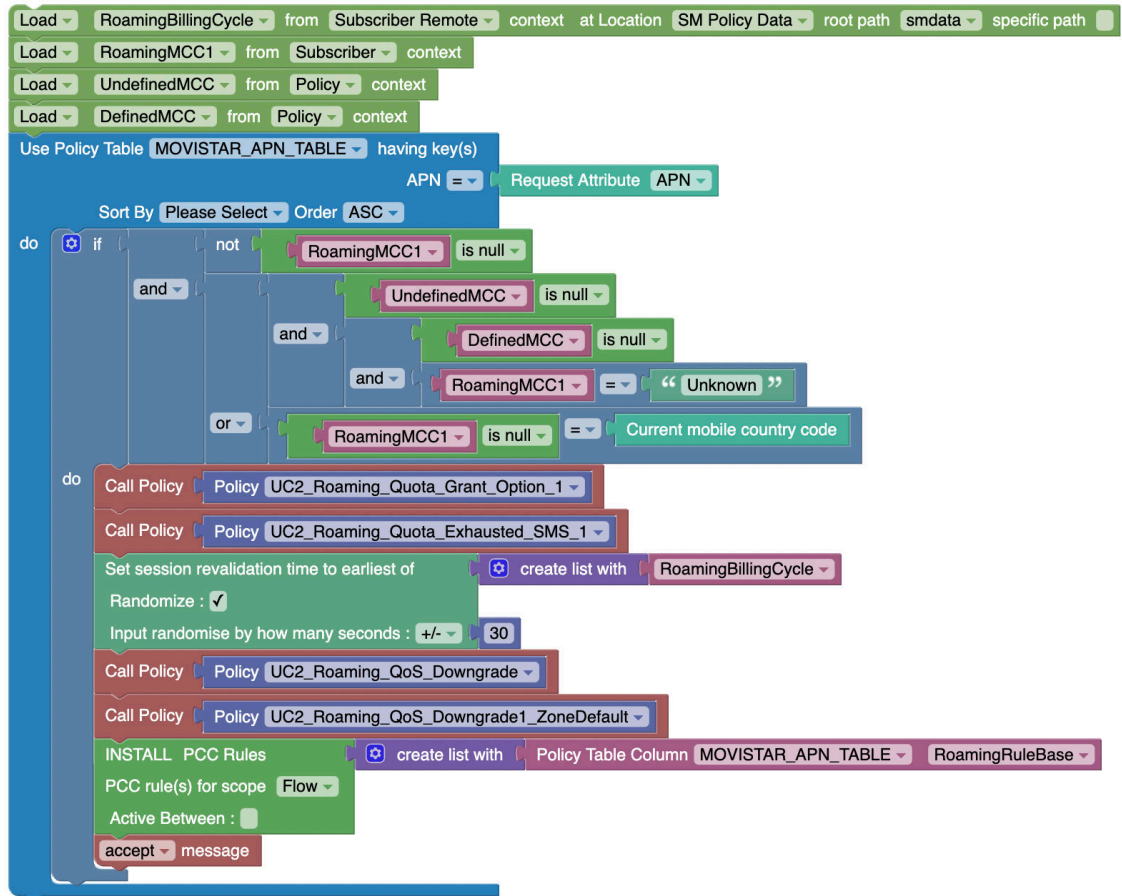 Load RoamingBillingCycle from Subscriber Remote context at Location SM Policy Data root path smdata specific path
Load RoamingMCC1 from Subscriber context
Load UndefinedMCC from Policy context
Load DefinedMCC from Policy context
Use Policy Table MOVISTAR_APN_TABLE having key(s)
APN = Request Attribute APN
Sort By Please Select Order ASC
do if not RoamingMCC1 is null
and UndefinedMCC is null
and DefinedMCC is null
and RoamingMCC1 = “ Unknown ”
or RoamingMCC1 is null = Current mobile country code
do Call Policy Policy UC2_Roaming_Quota_Grant_Option_1
Call Policy Policy UC2_Roaming_Quota_Exhausted_SMS_1
Set session revalidation time to earliest of create list with RoamingBillingCycle
Randomize : ✓
Input randomise by how many seconds : +/- 30
Call Policy Policy UC2_Roaming_QoS_Downgrade
Call Policy Policy UC2_Roaming_QoS_Downgrade1_ZoneDefault
INSTALL PCC Rules create list with Policy Table Column MOVISTAR_APN_TABLE RoamingRuleBase
PCC rule(s) for scope Flow
Active Between :
accept message